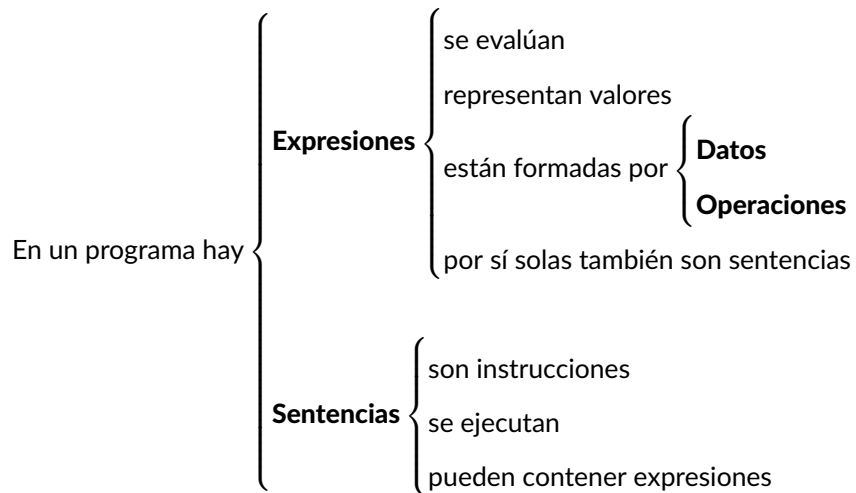 En un programa hay
Expresiones
se evalúan
representan valores
están formadas por
Datos
Operaciones
por sí solas también son sentencias
Sentencias
son instrucciones
se ejecutan
pueden contener expresiones